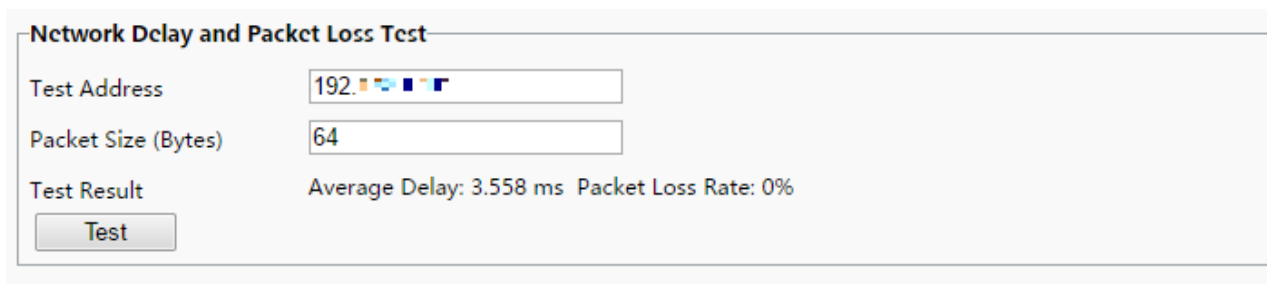 Network Delay and Packet Loss Test
Test Address 192.
Packet Size (Bytes) 64
Test Result Average Delay: 3.558 ms Packet Loss Rate: 0%
Test